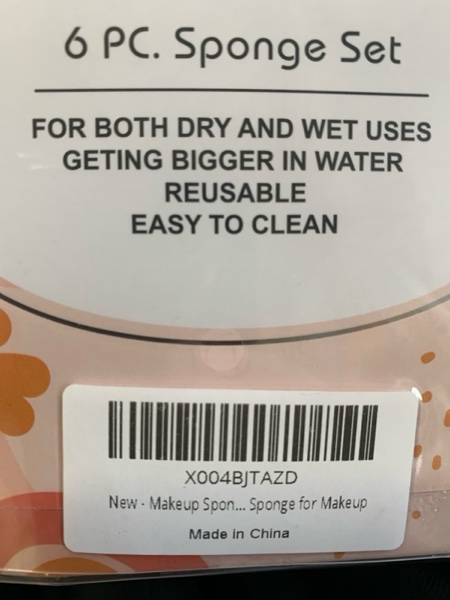 6 PC. Sponge Set
FOR BOTH DRY AND WET USES
GETING BIGGER IN WATER
REUSABLE
EASY TO CLEAN
X004BJTAZD
New - Makeup Spon... Sponge for Makeup
Made in China